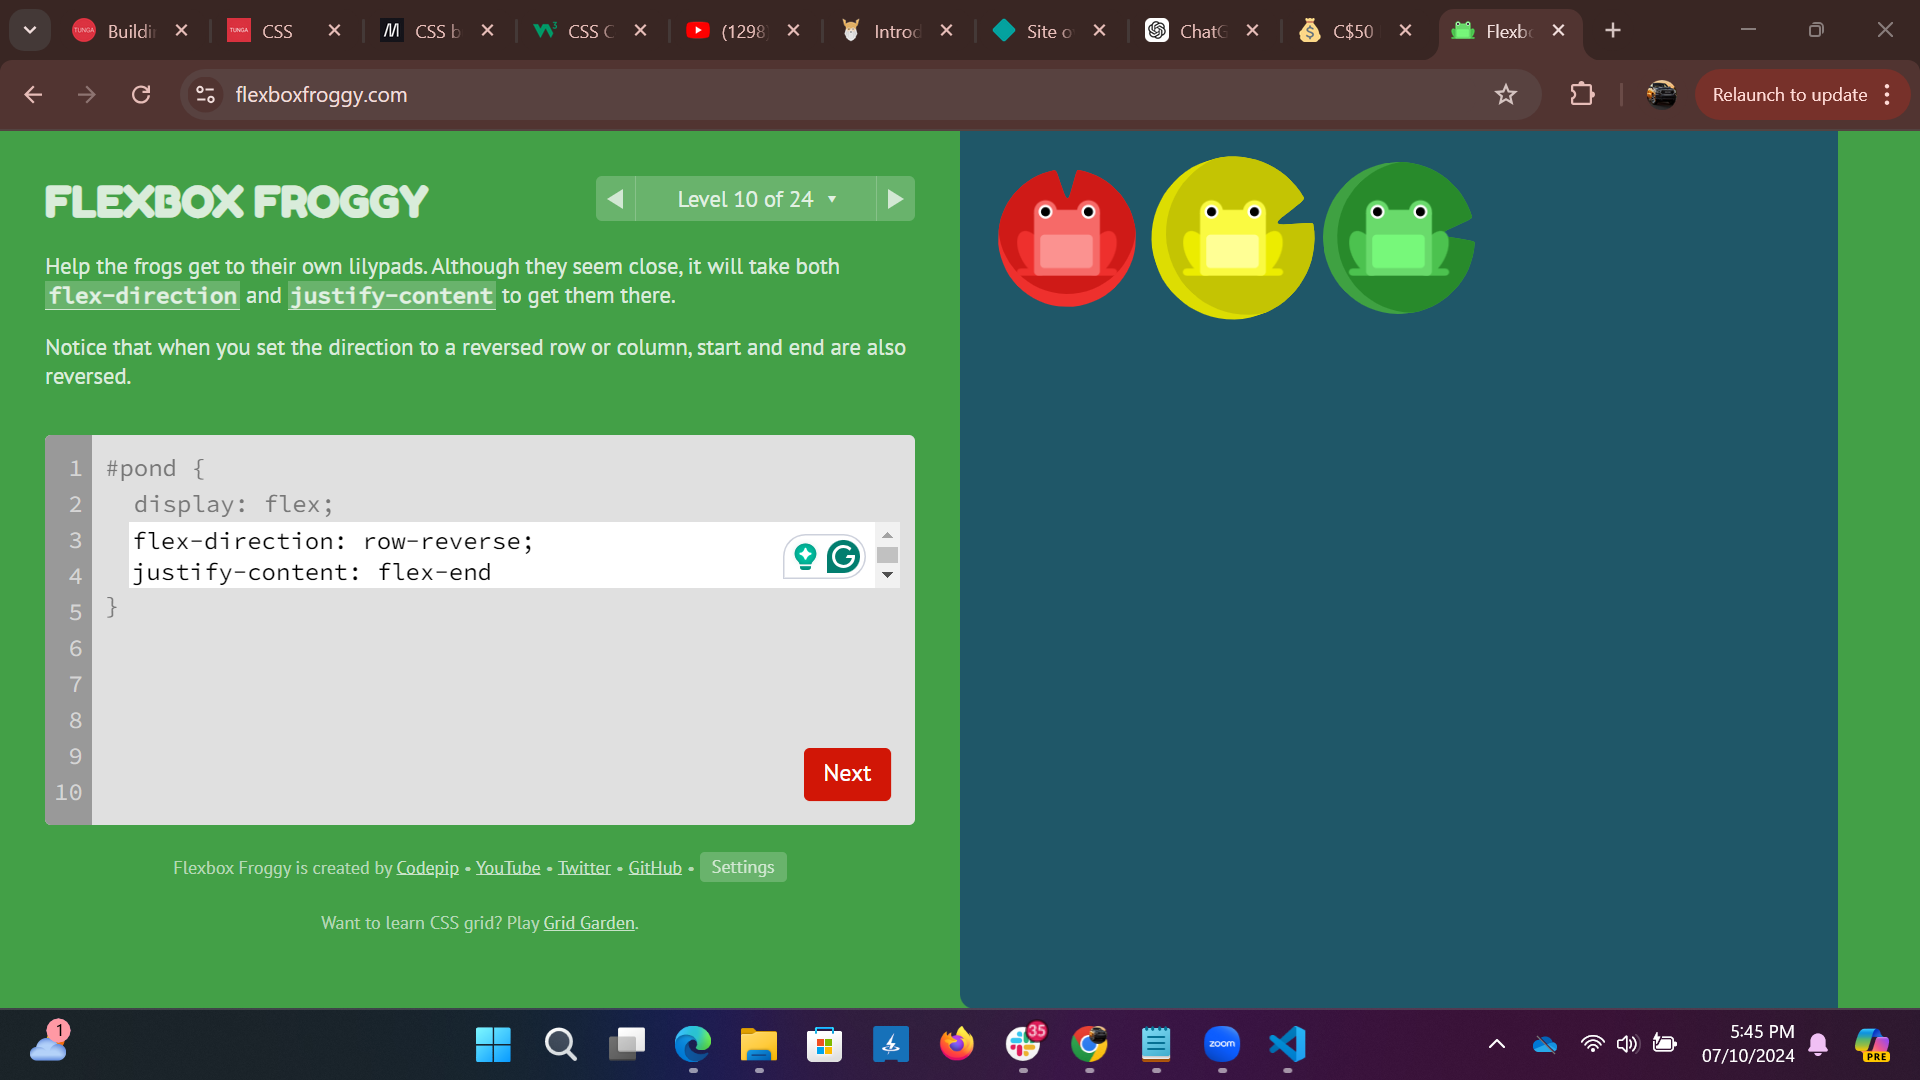 Buildin
CSS
CSS b
CSS C
(1298)
Introd
Site o
ChatG
C$50
Flexbo
flexboxfroggy.com
Relaunch to update
FLEXBOX FROGGY
Level 10 of 24
Help the frogs get to their own lilypads. Although they seem close, it will take both
flex-direction and justify-content to get them there.
Notice that when you set the direction to a reversed row or column, start and end are also
reversed.
1 #pond {
2 display: flex;
3 flex-direction: row-reverse;
4 justify-content: flex-end
5 }
6
7
8
9
10
Next
Flexbox Froggy is created by Codepip • YouTube • Twitter • GitHub • Settings
Want to learn CSS grid? Play Grid Garden.
1
35
zoom
5:45 PM
07/10/2024
PRE